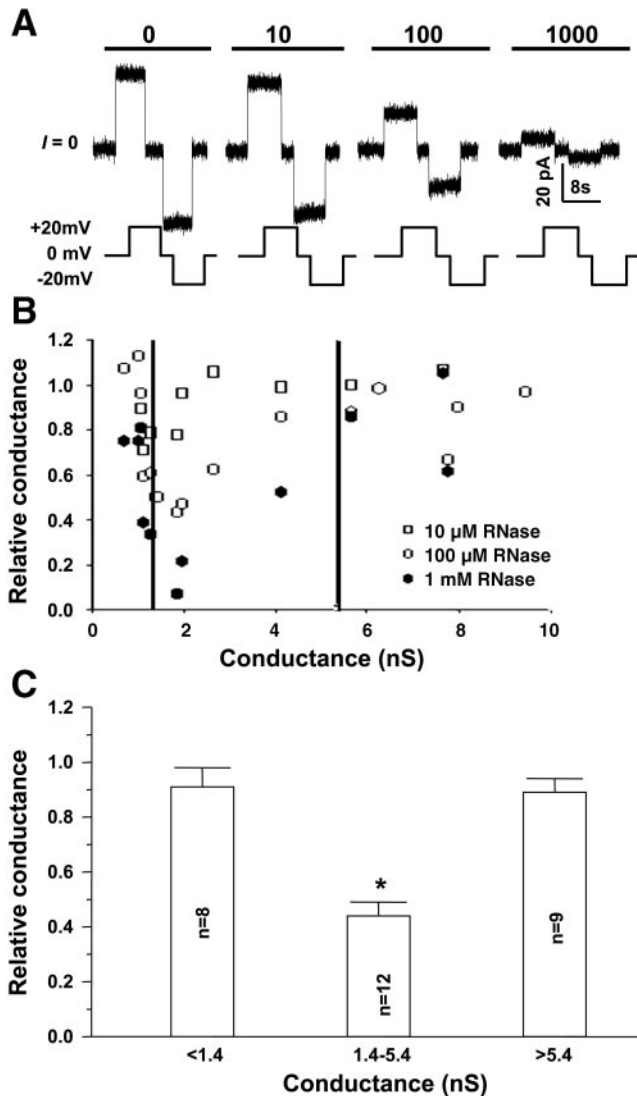 A
0 10 100 1000
I = 0
20 pA
8s
+20mV
0 mV
-20mV
B
1.2
1.0
0.8
0.6
0.4
0.2
0.0
Relative conductance
10 µM RNase
100 µM RNase
1 mM RNase
0 2 4 6 8 10
Conductance (nS)
C
1.2
1.0
0.8
0.6
0.4
0.2
0.0
Relative conductance
*
n=8
n=12
n=9
<1.4 1.4-5.4 >5.4
Conductance (nS)